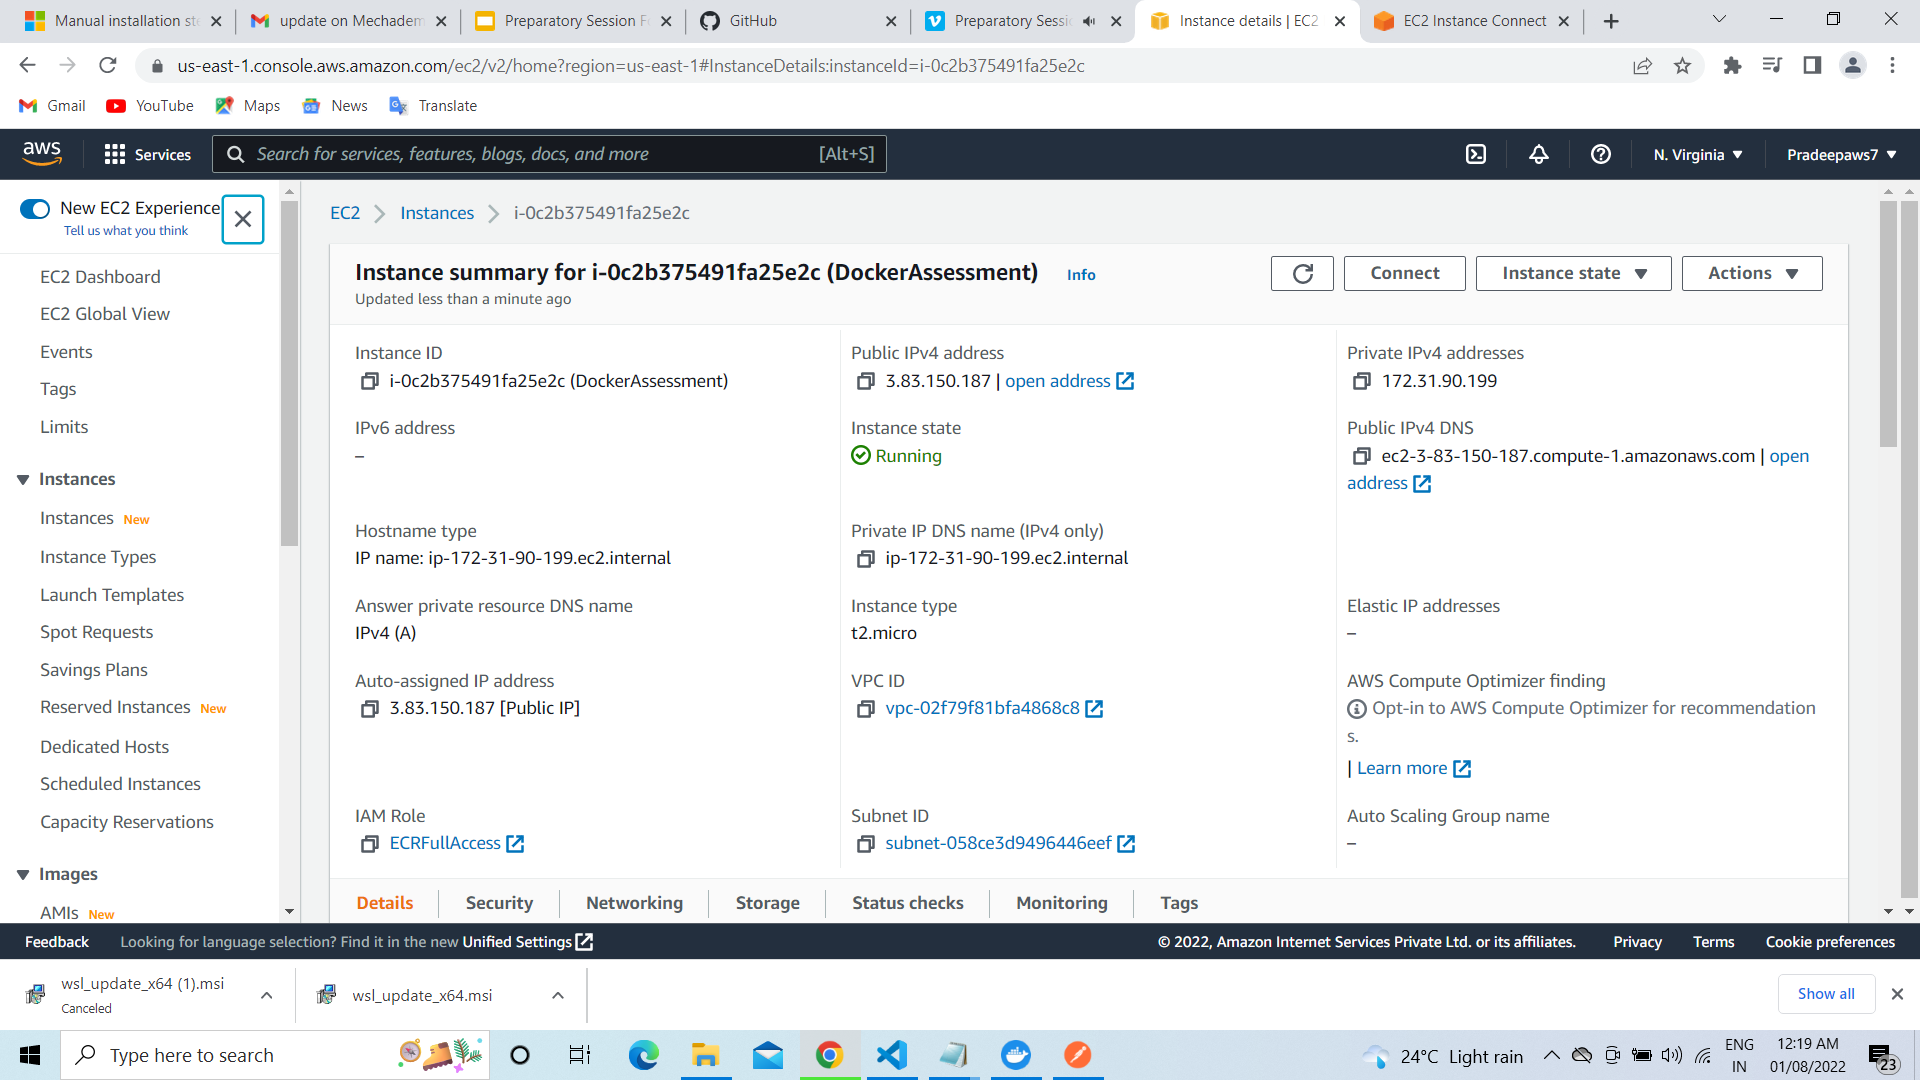 Manual installation ste
update on Mechadem
Preparatory Session Fo
GitHub
Preparatory Sessi
Instance details | EC2
EC2 Instance Connect
us-east-1.console.aws.amazon.com/ec2/v2/home?region=us-east-1#InstanceDetails:instanceId=i-0c2b375491fa25e2c
Gmail YouTube Maps News Translate
aws Services Search for services, features, blogs, docs, and more [Alt+S] N. Virginia Pradeepaws7
New EC2 Experience
Tell us what you think
EC2 Dashboard
EC2 Global View
Events
Tags
Limits
Instances
Instances New
Instance Types
Launch Templates
Spot Requests
Savings Plans
Reserved Instances New
Dedicated Hosts
Scheduled Instances
Capacity Reservations
Images
AMIs New
EC2 Instances i-0c2b375491fa25e2c
Instance summary for i-0c2b375491fa25e2c (DockerAssessment) Info
Updated less than a minute ago
Connect Instance state Actions
Instance ID
i-0c2b375491fa25e2c (DockerAssessment)
Public IPv4 address
3.83.150.187 | open address
Private IPv4 addresses
172.31.90.199
IPv6 address
–
Instance state
Running
Public IPv4 DNS
ec2-3-83-150-187.compute-1.amazonaws.com | open
address
Hostname type
IP name: ip-172-31-90-199.ec2.internal
Private IP DNS name (IPv4 only)
ip-172-31-90-199.ec2.internal
Answer private resource DNS name
IPv4 (A)
Instance type
t2.micro
Elastic IP addresses
–
Auto-assigned IP address
3.83.150.187 [Public IP]
VPC ID
vpc-02f79f81bfa4868c8
AWS Compute Optimizer finding
Opt-in to AWS Compute Optimizer for recommendation
s.
| Learn more
IAM Role
ECRFullAccess
Subnet ID
subnet-058ce3d9496446eef
Auto Scaling Group name
–
Details Security Networking Storage Status checks Monitoring Tags
Feedback Looking for language selection? Find it in the new Unified Settings © 2022, Amazon Internet Services Private Ltd. or its affiliates. Privacy Terms Cookie preferences
wsl_update_x64 (1).msi
Canceled
wsl_update_x64.msi
Show all
Type here to search
24°C Light rain
ENG
IN
12:19 AM
01/08/2022
23